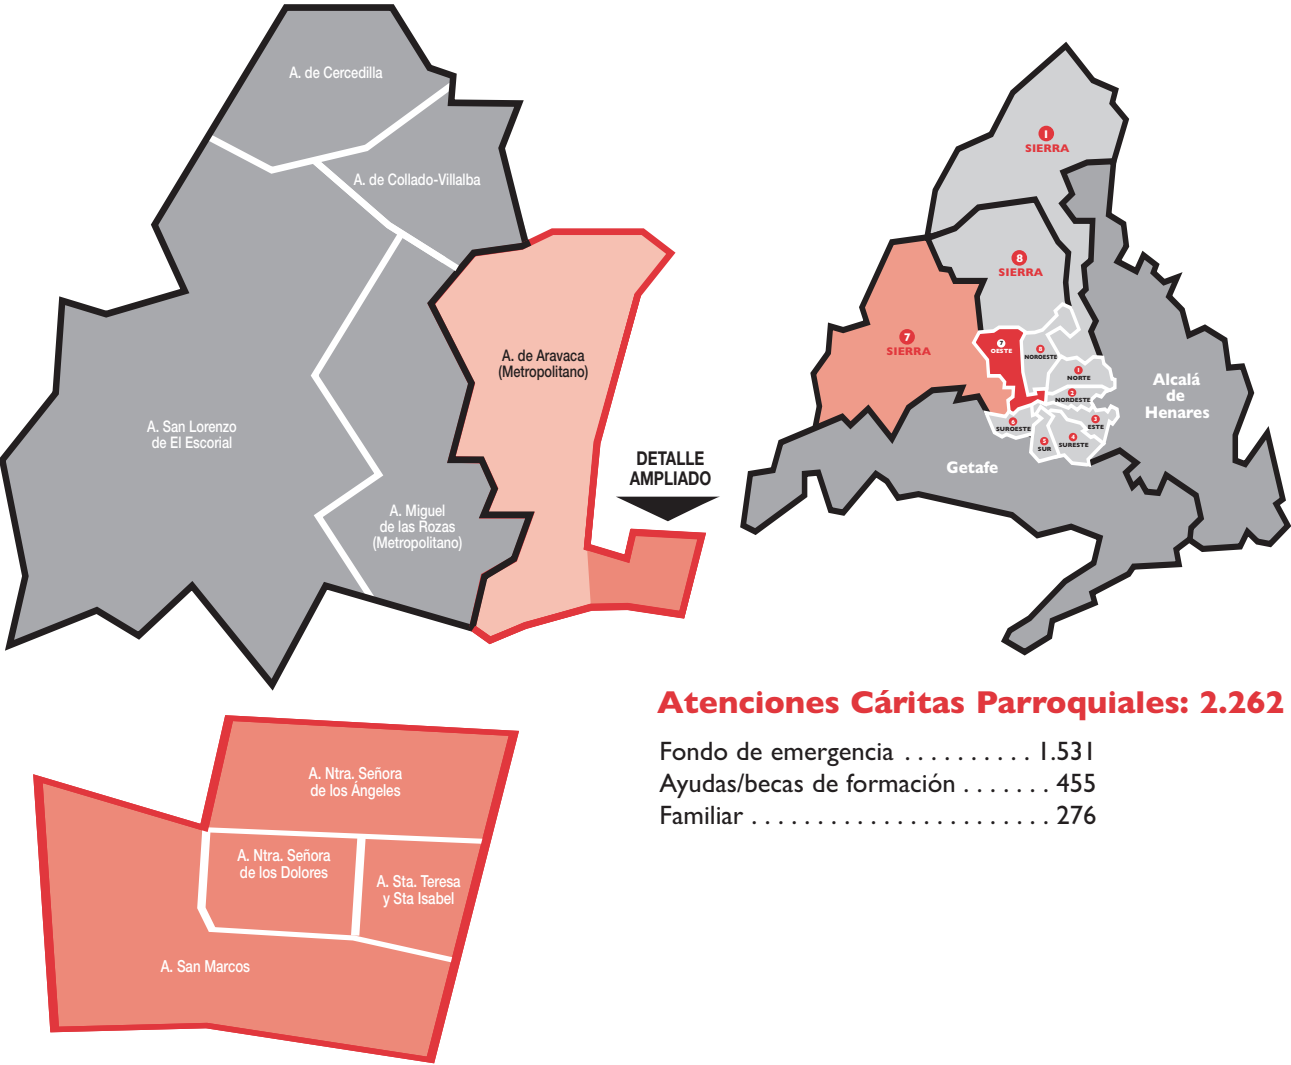 A. de Cercedilla
A. de Collado-Villalba
A. de Aravaca
(Metropolitano)
A. San Lorenzo
de El Escorial
A. Miguel
de las Rozas
(Metropolitano)
DETALLE
AMPLIADO
1
SIERRA
8
SIERRA
7
SIERRA
7
OESTE
8
NOROESTE
1
NORTE
2
NORDESTE
3
ESTE
4
SURESTE
5
SUR
6
SUROESTE
Alcalá
de
Henares
Getafe
Atenciones Cáritas Parroquiales: 2.262
Fondo de emergencia . . . . . . . . . . 1.531
Ayudas/becas de formación . . . . . . . 455
Familiar . . . . . . . . . . . . . . . . . . . . . . . 276
A. Ntra. Señora
de los Ángeles
A. Ntra. Señora
de los Dolores
A. Sta. Teresa
y Sta Isabel
A. San Marcos